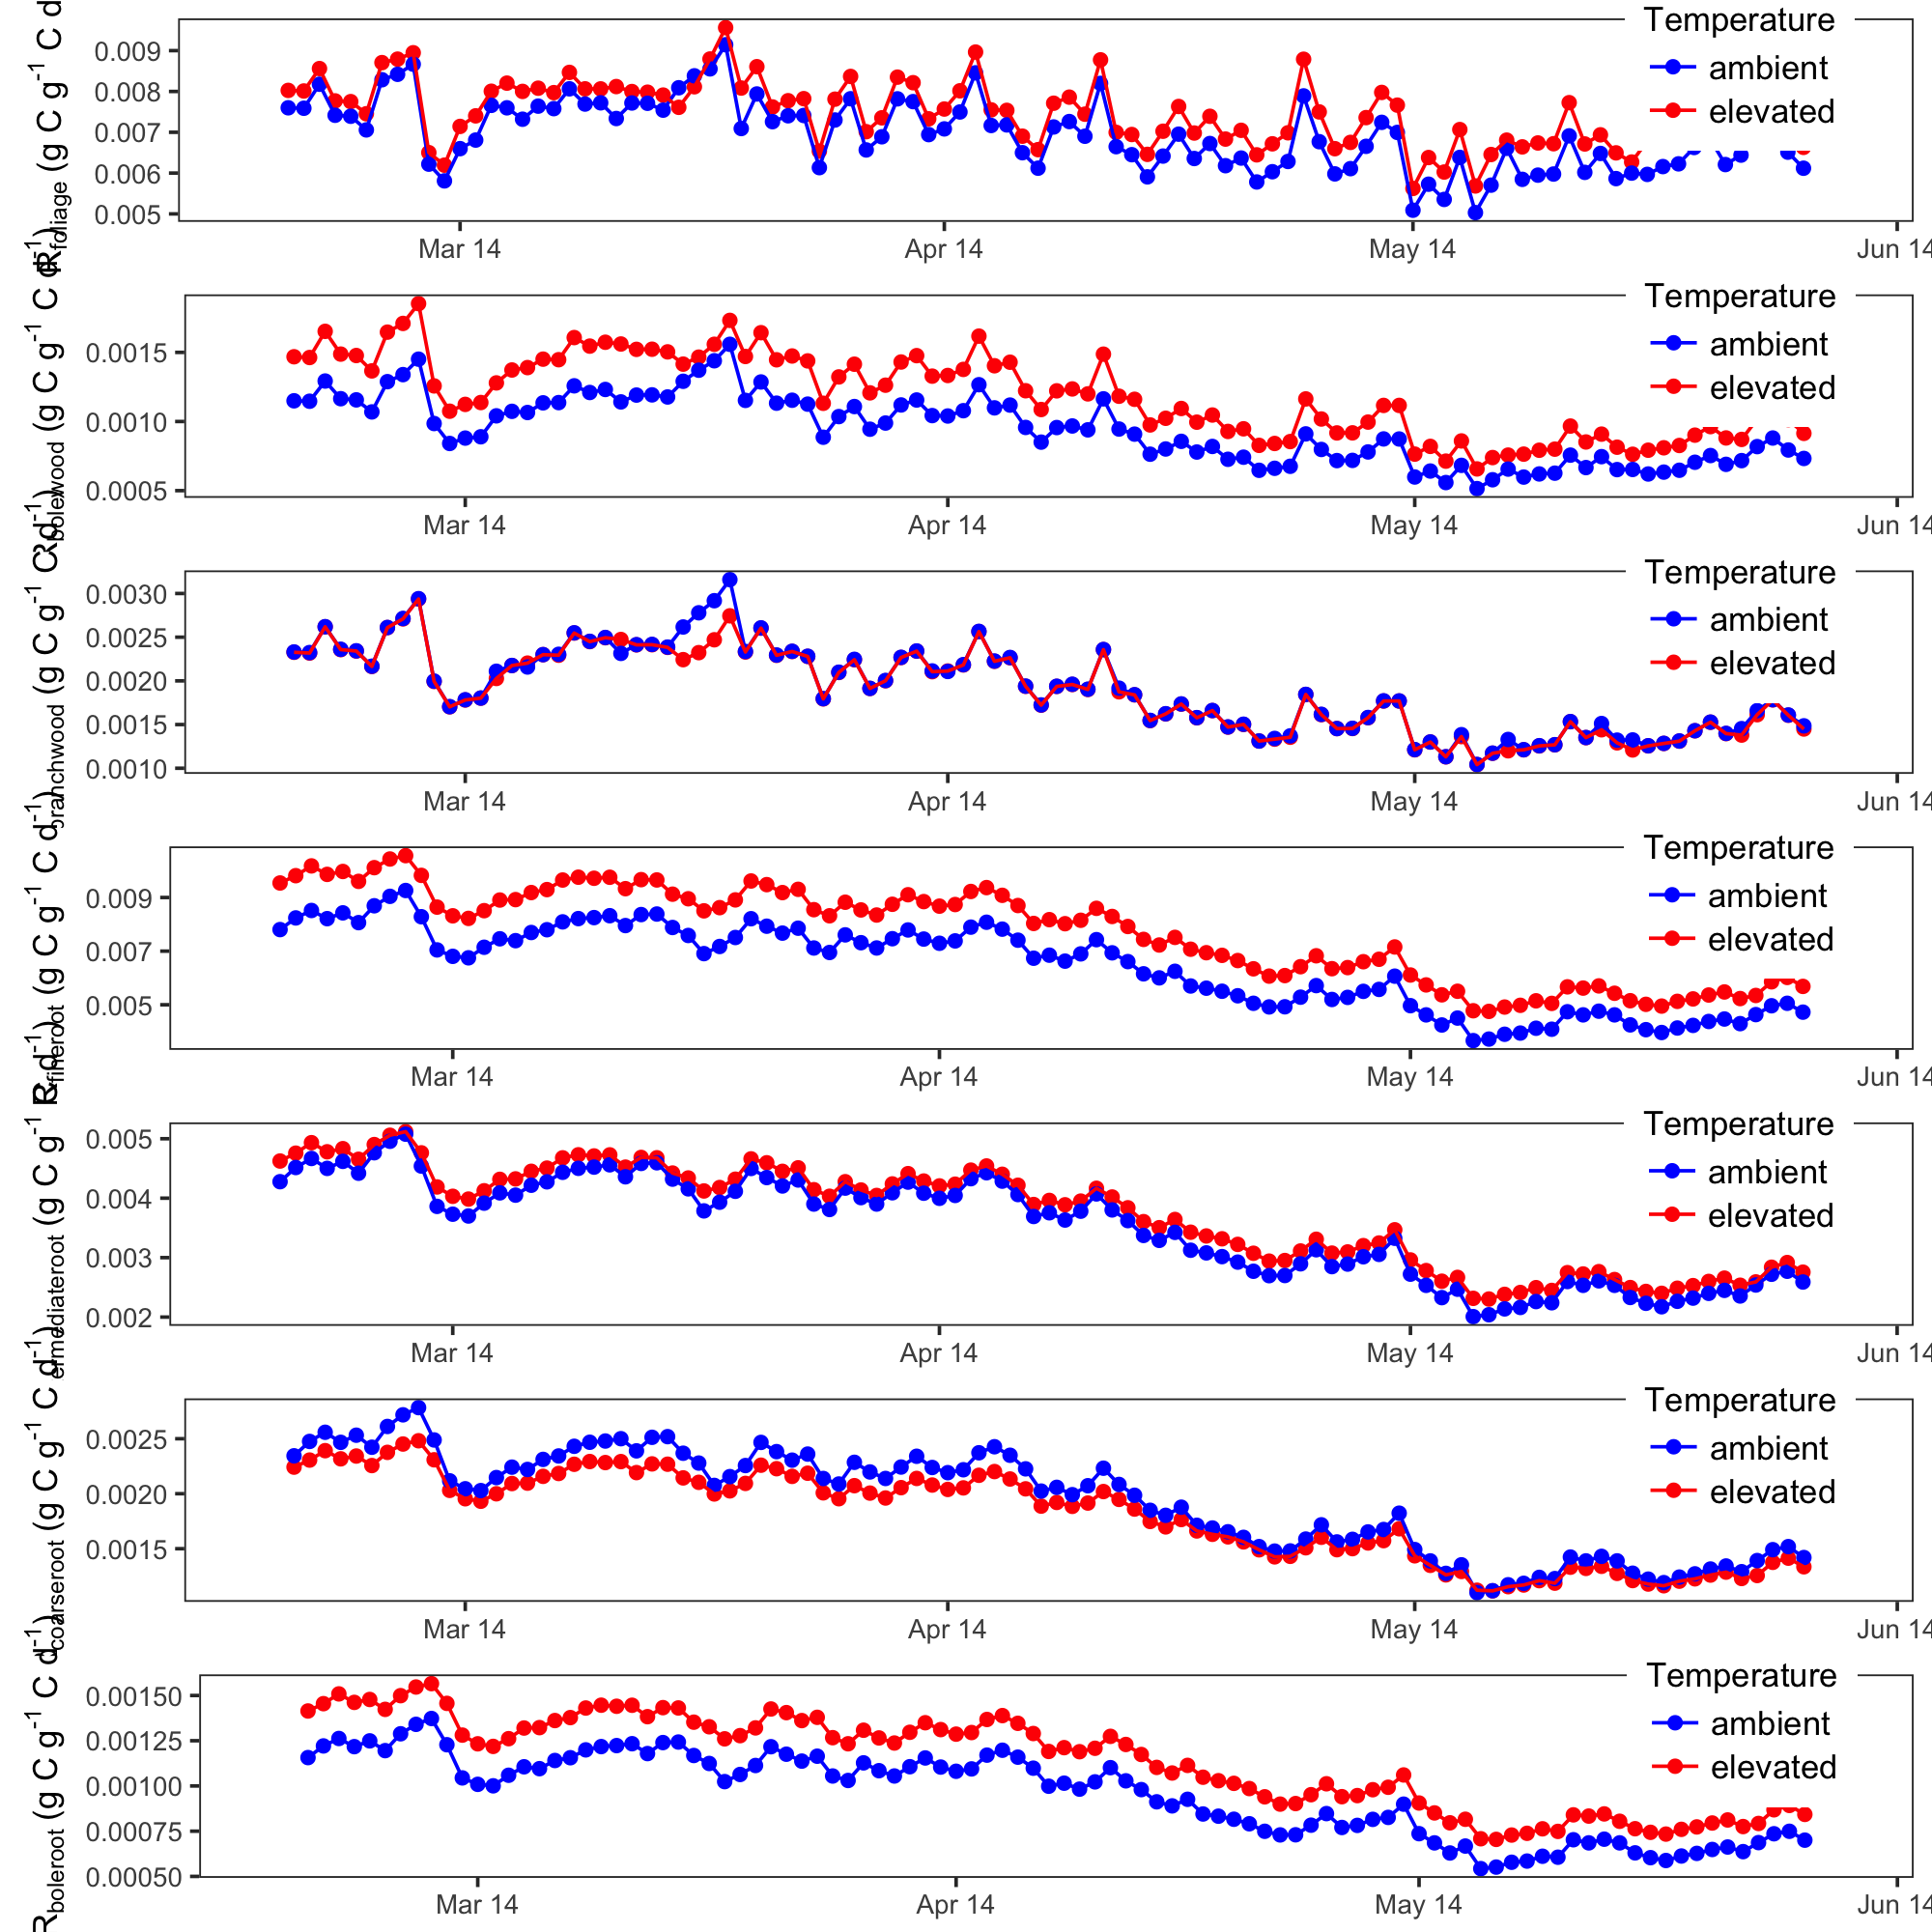 Rfoliage (g C g-1 C d-1)
Temperature
ambient
elevated
0.009
0.008
0.007
0.006
0.005
Mar 14
Apr 14
May 14
Jun 14
Rbolewood (g C g-1 C d-1)
Temperature
ambient
elevated
0.0015
0.0010
0.0005
Mar 14
Apr 14
May 14
Jun 14
branchwood (g C g-1 C d-1)
Temperature
ambient
elevated
0.0030
0.0025
0.0020
0.0015
0.0010
Mar 14
Apr 14
May 14
Jun 14
Rfineroot (g C g-1 C d-1)
Temperature
ambient
elevated
0.009
0.007
0.005
Mar 14
Apr 14
May 14
Jun 14
ermediateroot (g C g-1 C d-1)
Temperature
ambient
elevated
0.005
0.004
0.003
0.002
Mar 14
Apr 14
May 14
Jun 14
coarseroot (g C g-1 C d-1)
Temperature
ambient
elevated
0.0025
0.0020
0.0015
Mar 14
Apr 14
May 14
Jun 14
Rboleroot (g C g-1 C d-1)
Temperature
ambient
elevated
0.00150
0.00125
0.00100
0.00075
0.00050
Mar 14
Apr 14
May 14
Jun 14